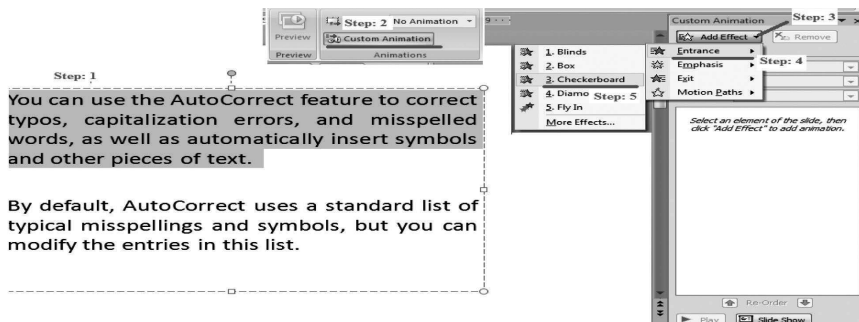 Step: 2 No Animation
Custom Animation
Preview
Preview
Animations
Custom Animation
Step: 3
Add Effect
Remove
1. Blinds
2. Box
3. Checkerboard
4. Diamo
Step: 5
5. Fly In
More Effects...
Entrance
Step: 4
Emphasis
Exit
Motion Paths
Select an element of the slide, then
click "Add Effect" to add animation.
Re-Order
Play
Slide Show
Step: 1
You can use the AutoCorrect feature to correct
typos, capitalization errors, and misspelled
words, as well as automatically insert symbols
and other pieces of text.
By default, AutoCorrect uses a standard list of
typical misspellings and symbols, but you can
modify the entries in this list.